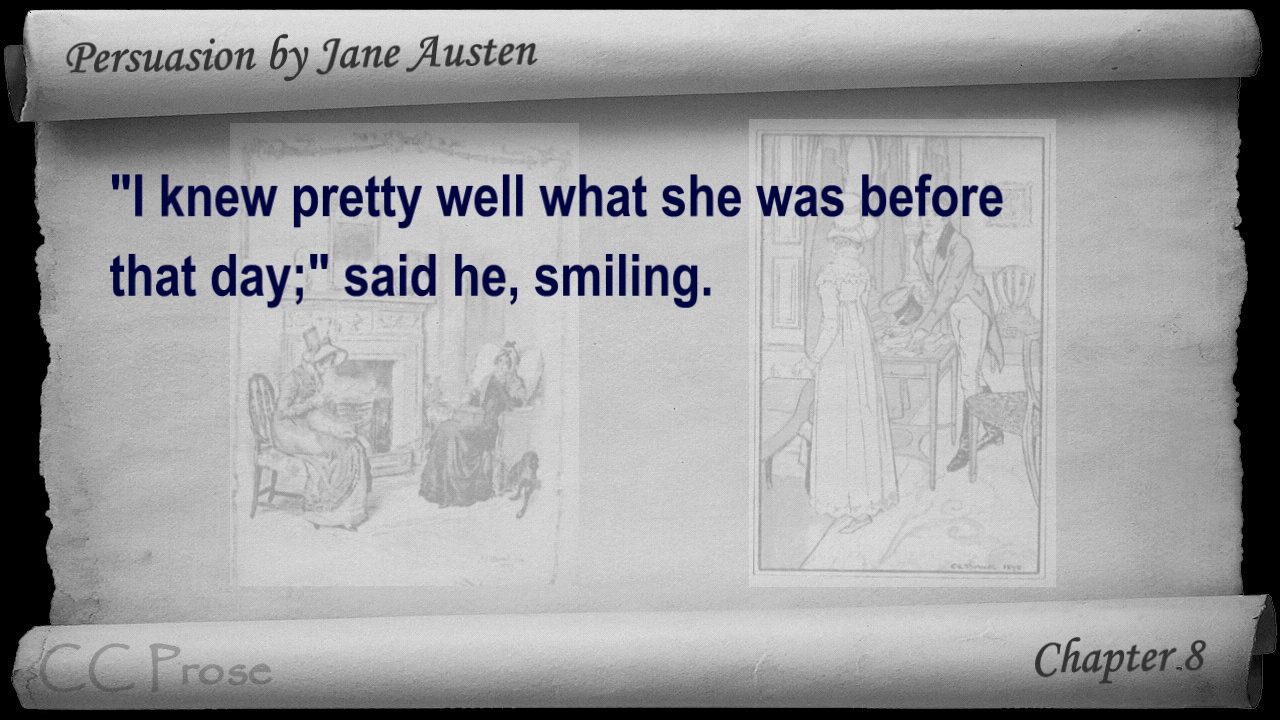 Persuasion by Jane Austen
"I knew pretty well what she was before
that day;" said he, smiling.
CC Prose
Chapter 8